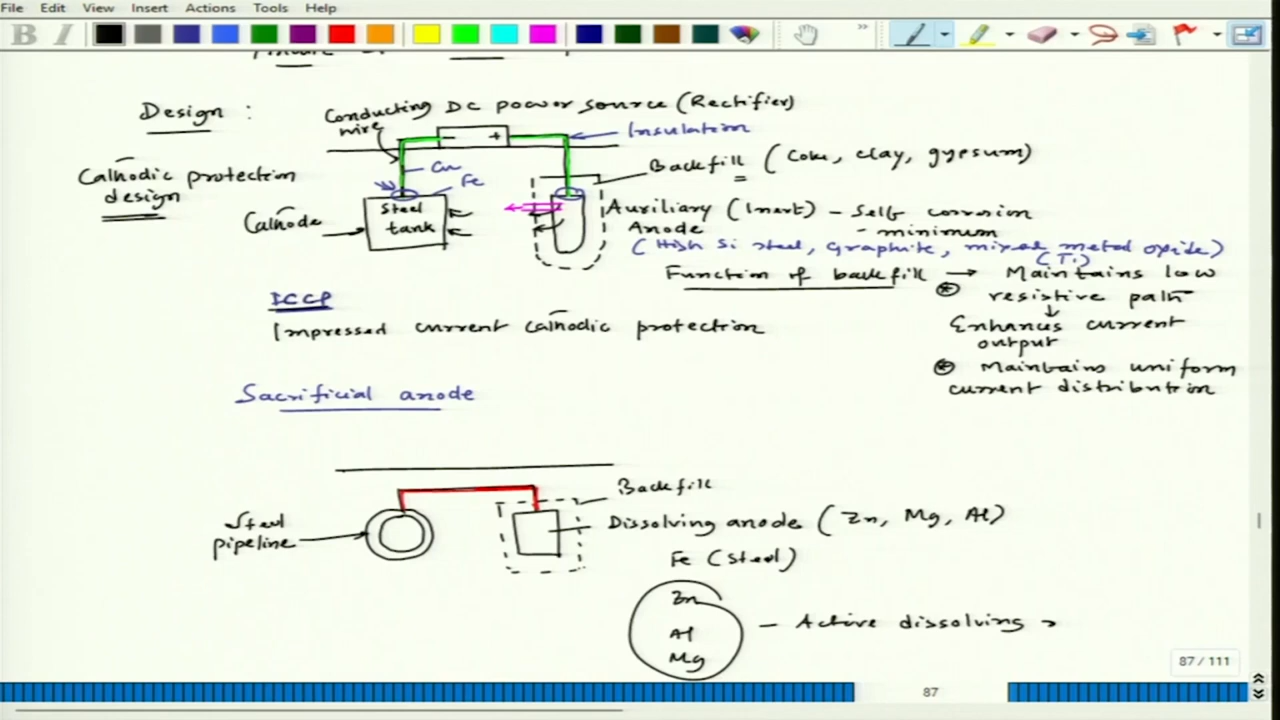 File Edit View Insert Actions Tools Help
B I
Design :
Conducting wire
DC power source (Rectifier)
- +
Insulation
Backfill (Coke, clay, gypsum)
Cu
Fe
Cathodic protection
design
Cathode
Steel
tank
Auxiliary (Inert) - Self corrosion
Anode - minimum
(High Si steel, Graphite, mixed metal oxide)
(Ti)
Function of backfill → Maintains low
resistive path
↓
Enhances current
output
* Maintains uniform
current distribution
ICCP
Impressed current cathodic protection
Sacrificial anode
Backfill
Steel
pipeline
Dissolving anode (Zn, Mg, Al)
Fe (Steel)
Zn
Al
Mg
- Active dissolving
87 / 111
87